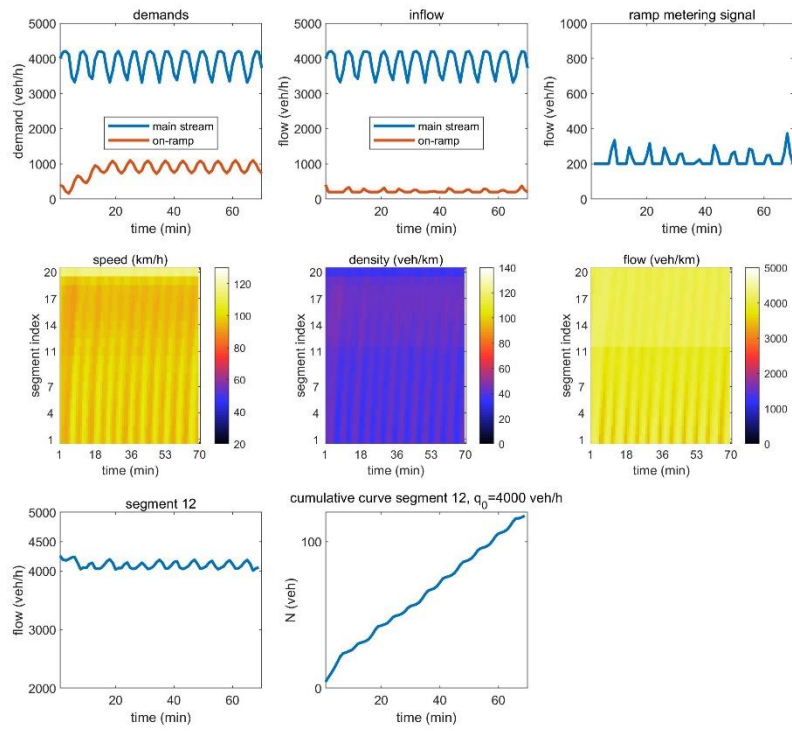 demands
demand (veh/h)
5000
4000
3000
2000
1000
0
main stream
on-ramp
20 40 60
time (min)
inflow
flow (veh/h)
5000
4000
3000
2000
1000
0
main stream
on-ramp
20 40 60
time (min)
ramp metering signal
flow (veh/h)
1000
800
600
400
200
0
20 40 60
time (min)
speed (km/h)
segment index
20
17
14
11
7
4
1
1 18 36 53 70
time (min)
120
100
80
60
40
20
density (veh/km)
segment index
20
17
14
11
7
4
1
1 18 36 53 70
time (min)
140
120
100
80
60
40
20
0
flow (veh/km)
segment index
20
17
14
11
7
4
1
1 18 36 53 70
time (min)
5000
4000
3000
2000
1000
0
segment 12
flow (veh/h)
5000
4500
4000
3000
2000
20 40 60
time (min)
cumulative curve segment 12, q0=4000 veh/h
N (veh)
100
0
20 40 60
time (min)